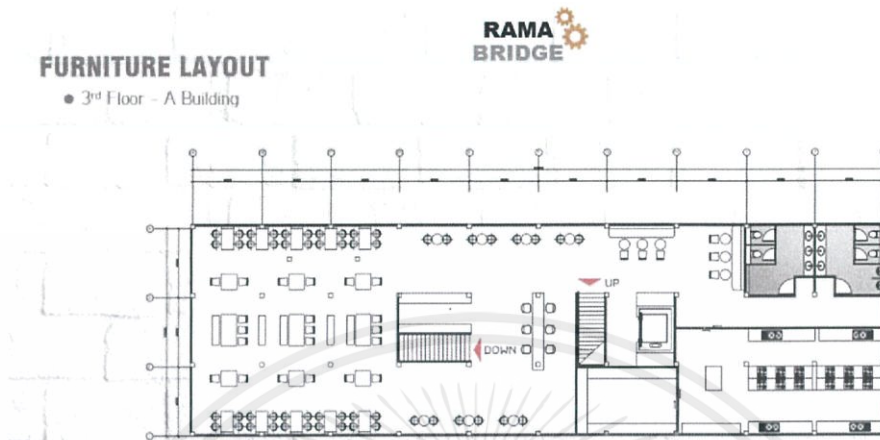 RAMA
BRIDGE
FURNITURE LAYOUT
● 3rd Floor - A Building
UP
DOWN